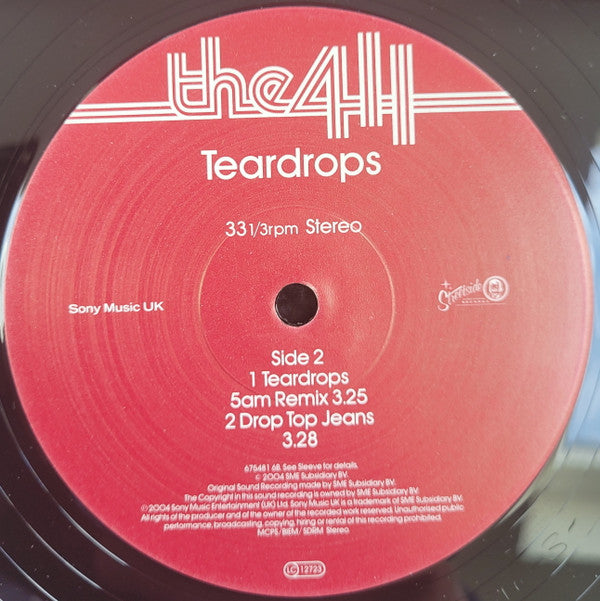 the411
Teardrops
33 1/3rpm Stereo
Sony Music UK
Streetside
RECORDS
Side 2
1 Teardrops
5am Remix 3.25
2 Drop Top Jeans
3.28
675481 6B. See Sleeve for details.
© 2004 SME Subsidiary BV.
Original Sound Recording made by SME Subsidiary BV.
The Copyright in this sound recording is owned by SME Subsidiary BV.
℗ 2004 Sony Music Entertainment (UK) Ltd. Sony Music UK is a trademark of SME Subsidiary BV.
All rights of the producer and of the owner of the recorded work reserved. Unauthorised public
performance, broadcasting, copying, hiring or rental of this recording prohibited.
MCPS/BIEM/SDRM Stereo.
LC 12723